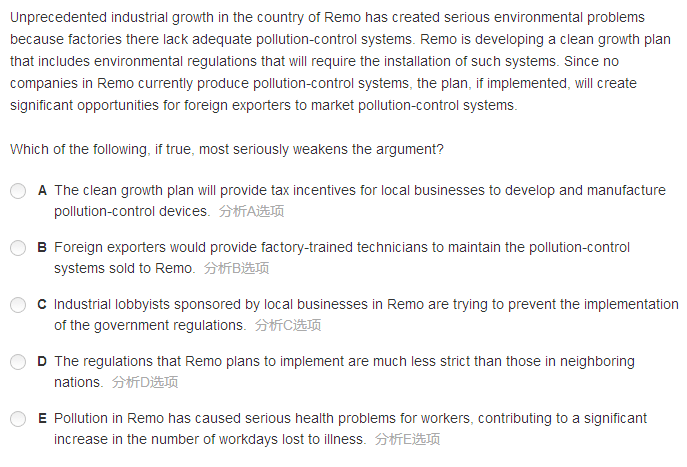 Unprecedented industrial growth in the country of Remo has created serious environmental problems
because factories there lack adequate pollution-control systems. Remo is developing a clean growth plan
that includes environmental regulations that will require the installation of such systems. Since no
companies in Remo currently produce pollution-control systems, the plan, if implemented, will create
significant opportunities for foreign exporters to market pollution-control systems.
Which of the following, if true, most seriously weakens the argument?
A The clean growth plan will provide tax incentives for local businesses to develop and manufacture
pollution-control devices. 分析A选项
B Foreign exporters would provide factory-trained technicians to maintain the pollution-control
systems sold to Remo. 分析B选项
C Industrial lobbyists sponsored by local businesses in Remo are trying to prevent the implementation
of the government regulations. 分析C选项
D The regulations that Remo plans to implement are much less strict than those in neighboring
nations. 分析D选项
E Pollution in Remo has caused serious health problems for workers, contributing to a significant
increase in the number of workdays lost to illness. 分析E选项